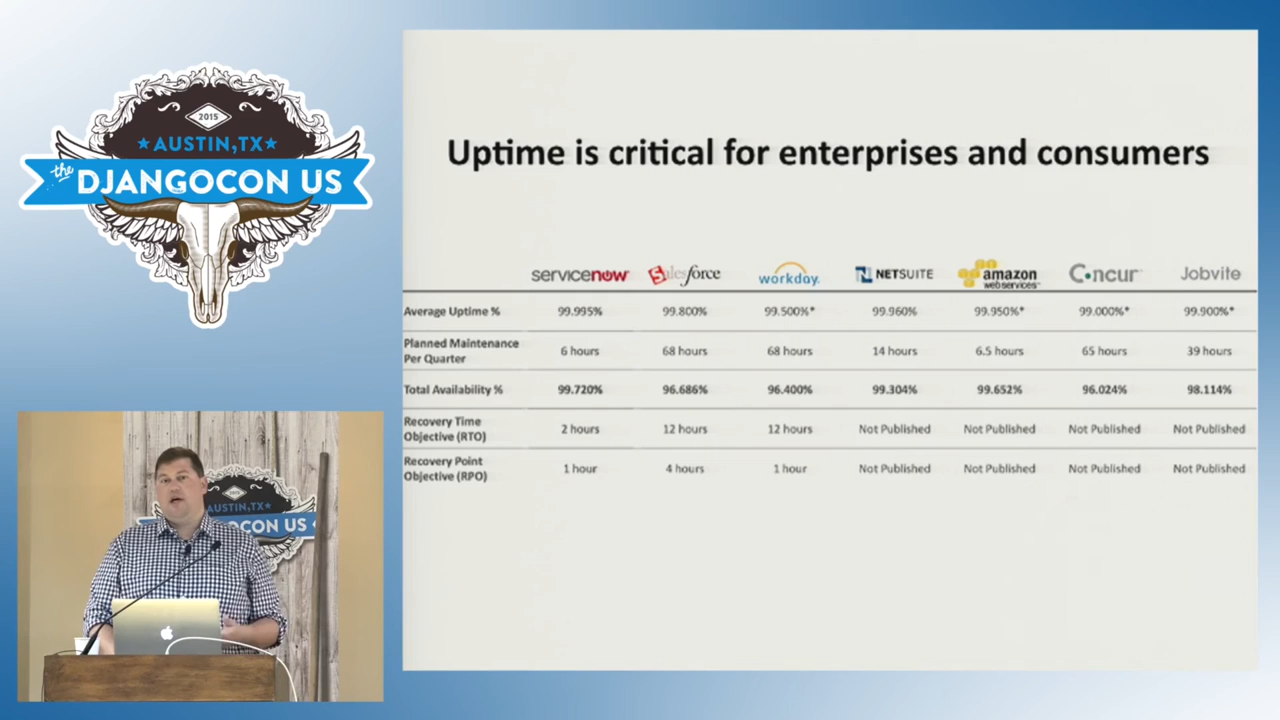 2015
AUSTIN,TX
the
DJANGOCON US
Uptime is critical for enterprises and consumers
servicenow salesforce workday. NETSUITE amazon webservices™ Concur Jobvite
Average Uptime % 99.995% 99.800% 99.500%* 99.960% 99.950%* 99.000%* 99.900%*
Planned Maintenance
Per Quarter 6 hours 68 hours 68 hours 14 hours 6.5 hours 65 hours 39 hours
Total Availability % 99.720% 96.686% 96.400% 99.304% 99.652% 96.024% 98.114%
Recovery Time
Objective (RTO) 2 hours 12 hours 12 hours Not Published Not Published Not Published Not Published
Recovery Point
Objective (RPO) 1 hour 4 hours 1 hour Not Published Not Published Not Published Not Published
2015
AUSTIN,TX
CON US